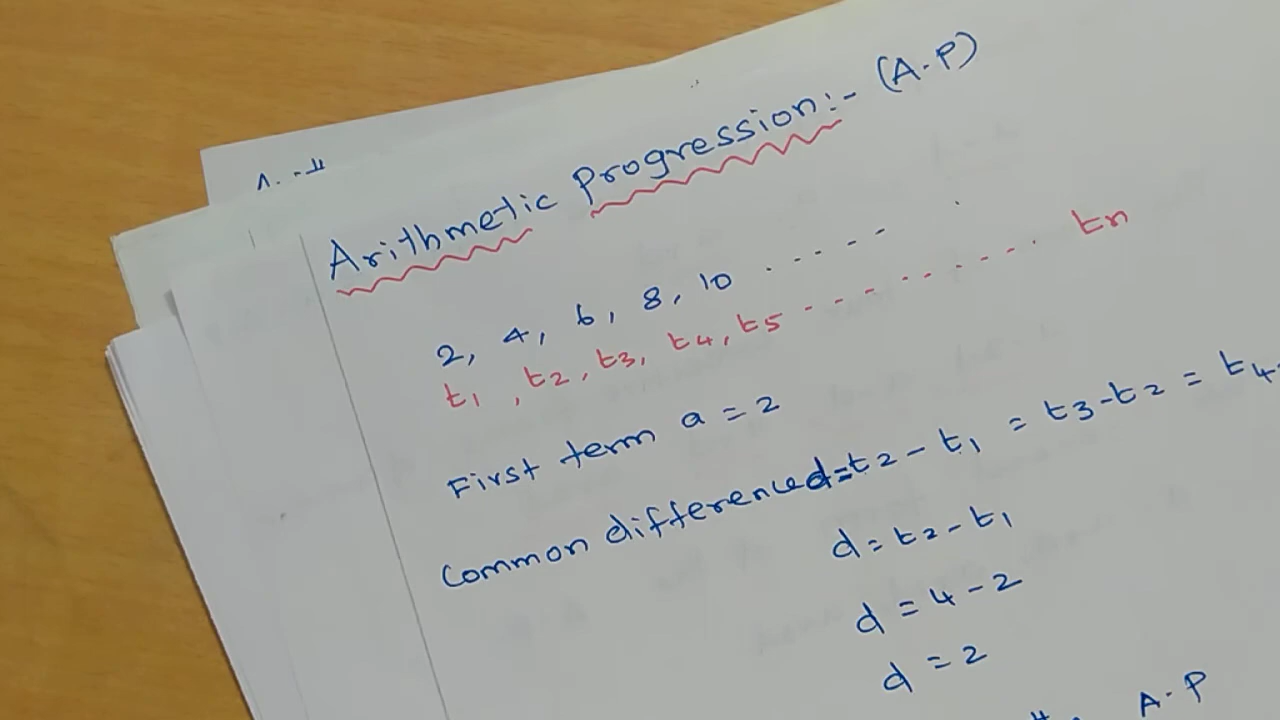 Arithmetic Progression:- (A.P)
2, 4, 6, 8, 10 . - - - -
t1, t2, t3, t4, t5 - - - - - - - - - . tn
First term a = 2
Common difference d = t2 - t1 = t3 - t2 = t4
d = t2 - t1
d = 4 - 2
d = 2
A.P